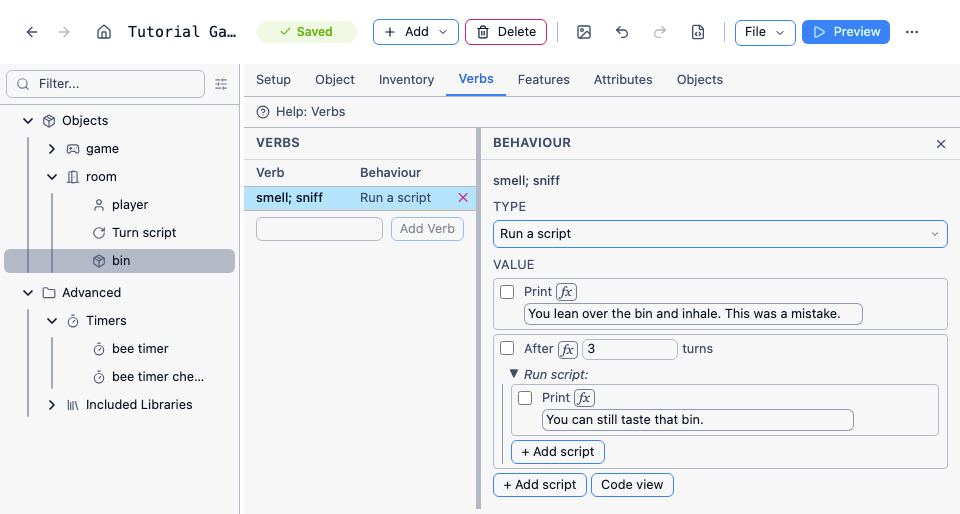 Tutorial Ga...
Saved
Add
Delete
File
Preview
Filter...
Setup
Object
Inventory
Verbs
Features
Attributes
Objects
Help: Verbs
Objects
game
room
player
Turn script
bin
Advanced
Timers
bee timer
bee timer che...
Included Libraries
VERBS
Verb
Behaviour
smell; sniff
Run a script
Add Verb
BEHAVIOUR
smell; sniff
TYPE
Run a script
VALUE
Print fx
You lean over the bin and inhale. This was a mistake.
After fx 3 turns
Run script:
Print fx
You can still taste that bin.
+ Add script
+ Add script
Code view